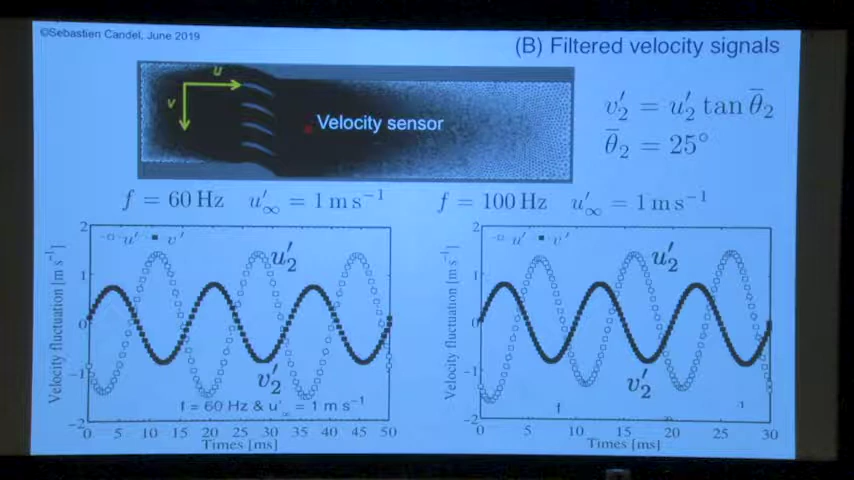 ©Sebastien Candel, June 2019
(B) Filtered velocity signals
u
v
Velocity sensor
v′₂ = u′₂ tan θ̅₂
θ̅₂ = 25°
f = 60 Hz u′∞ = 1 m s⁻¹
f = 100 Hz u′∞ = 1 m s⁻¹
Velocity fluctuation [m s⁻¹]
2
1
0
−1
−2
u′ v′
u′₂
v′₂
f = 60 Hz & u'∞ = 1 m s⁻¹
0 5 10 15 20 25 30 35 40 45 50
Times [ms]
Velocity fluctuation [m s⁻¹]
2
1
0
−1
−2
u′ v′
u′₂
v′₂
f
-1
0 5 10 15 20 25 30
Times [ms]